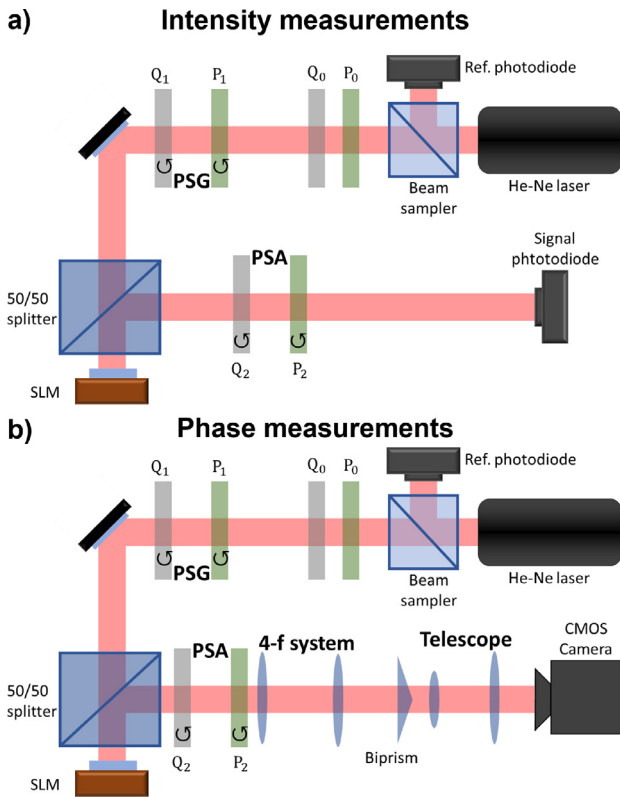 a)
Intensity measurements
Q1
P1
Q0
P0
Ref. photodiode
PSG
Beam
sampler
He-Ne laser
PSA
Signal
phtotodiode
50/50
splitter
Q2
P2
SLM
b)
Phase measurements
Q1
P1
Q0
P0
Ref. photodiode
PSG
Beam
sampler
He-Ne laser
PSA
4-f system
Telescope
CMOS
Camera
50/50
splitter
Q2
P2
Biprism
SLM